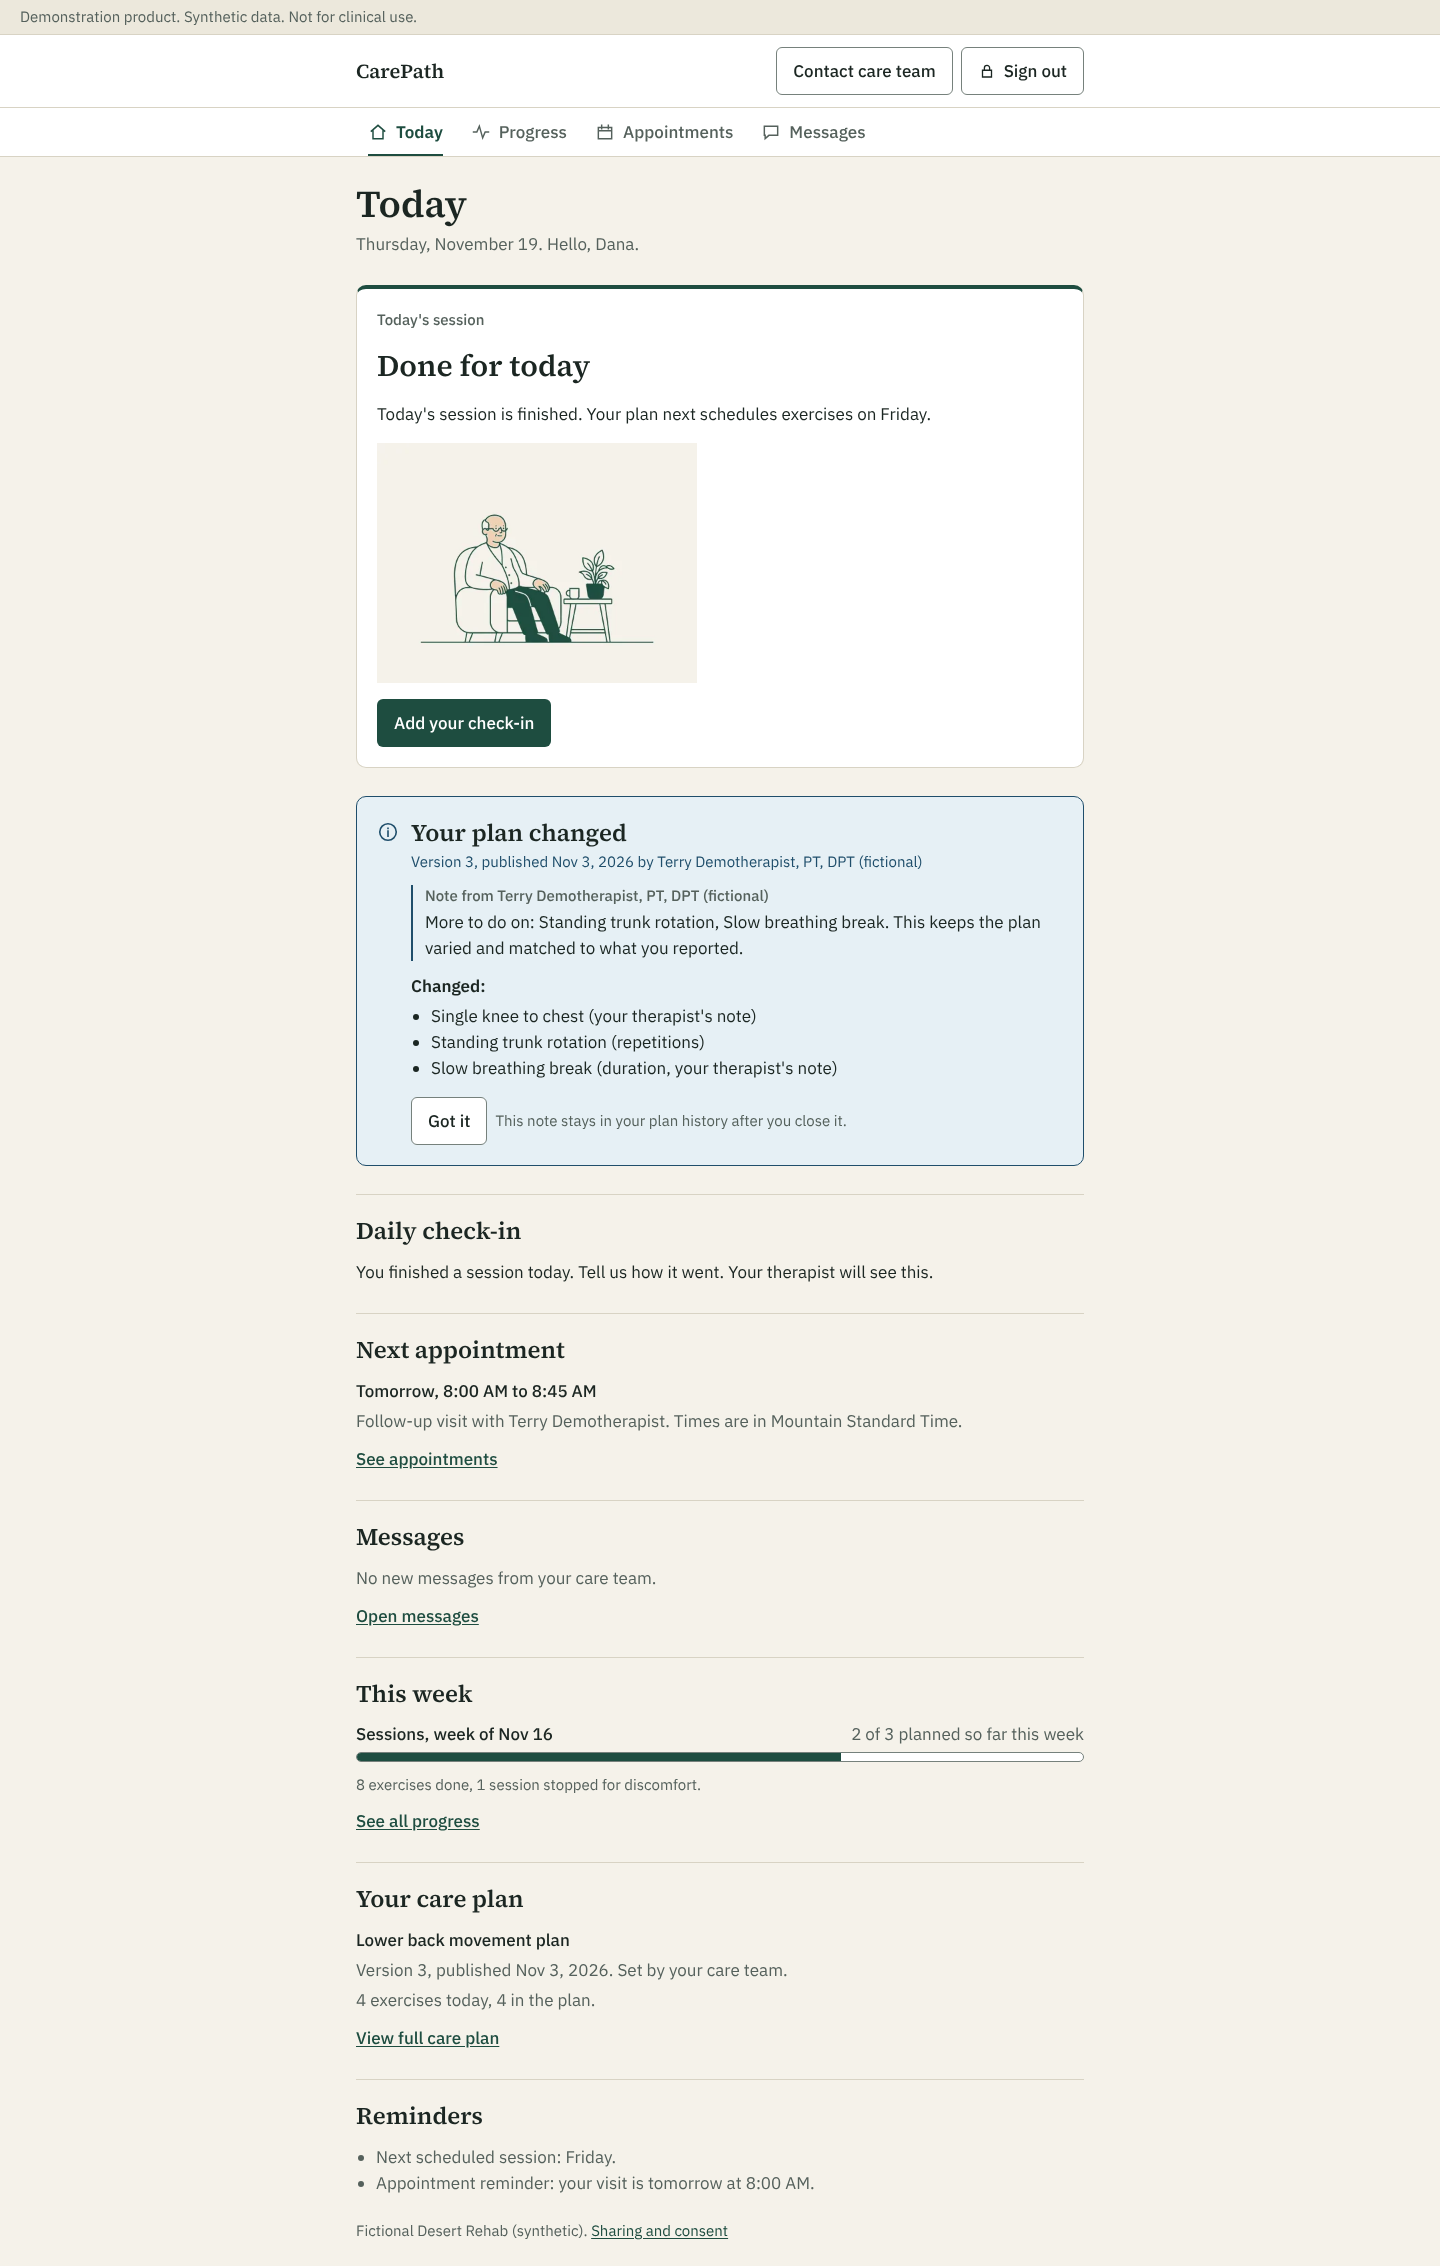 Demonstration product. Synthetic data. Not for clinical use.
CarePath
Contact care team
Sign out
Today
Progress
Appointments
Messages
Today
Thursday, November 19. Hello, Dana.
Today's session
Done for today
Today's session is finished. Your plan next schedules exercises on Friday.
Add your check-in
Your plan changed
Version 3, published Nov 3, 2026 by Terry Demotherapist, PT, DPT (fictional)
Note from Terry Demotherapist, PT, DPT (fictional)
More to do on: Standing trunk rotation, Slow breathing break. This keeps the plan
varied and matched to what you reported.
Changed:
Single knee to chest (your therapist's note)
Standing trunk rotation (repetitions)
Slow breathing break (duration, your therapist's note)
Got it
This note stays in your plan history after you close it.
Daily check-in
You finished a session today. Tell us how it went. Your therapist will see this.
Next appointment
Tomorrow, 8:00 AM to 8:45 AM
Follow-up visit with Terry Demotherapist. Times are in Mountain Standard Time.
See appointments
Messages
No new messages from your care team.
Open messages
This week
Sessions, week of Nov 16
2 of 3 planned so far this week
8 exercises done, 1 session stopped for discomfort.
See all progress
Your care plan
Lower back movement plan
Version 3, published Nov 3, 2026. Set by your care team.
4 exercises today, 4 in the plan.
View full care plan
Reminders
Next scheduled session: Friday.
Appointment reminder: your visit is tomorrow at 8:00 AM.
Fictional Desert Rehab (synthetic). Sharing and consent